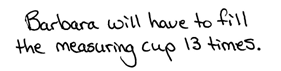 Barbara will have to fill
the measuring cup 13 times.